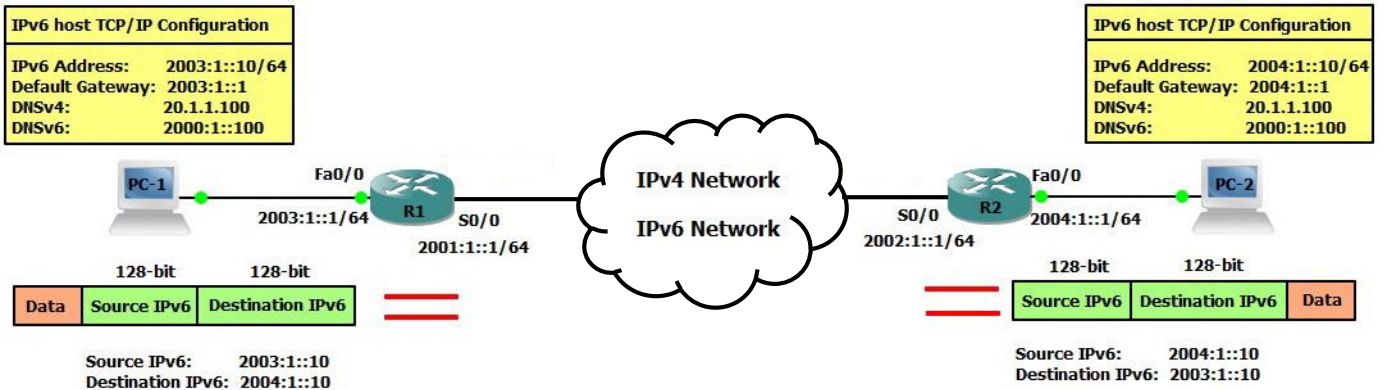 IPv6 host TCP/IP Configuration
IPv6 Address: 2003:1::10/64
Default Gateway: 2003:1::1
DNSv4: 20.1.1.100
DNSv6: 2000:1::100
IPv6 host TCP/IP Configuration
IPv6 Address: 2004:1::10/64
Default Gateway: 2004:1::1
DNSv4: 20.1.1.100
DNSv6: 2000:1::100
PC-1
Fa0/0
2003:1::1/64
R1
S0/0
2001:1::1/64
IPv4 Network
IPv6 Network
S0/0
2002:1::1/64
R2
Fa0/0
2004:1::1/64
PC-2
128-bit 128-bit
Data Source IPv6 Destination IPv6
Source IPv6: 2003:1::10
Destination IPv6: 2004:1::10
128-bit 128-bit
Source IPv6 Destination IPv6 Data
Source IPv6: 2004:1::10
Destination IPv6: 2003:1::10